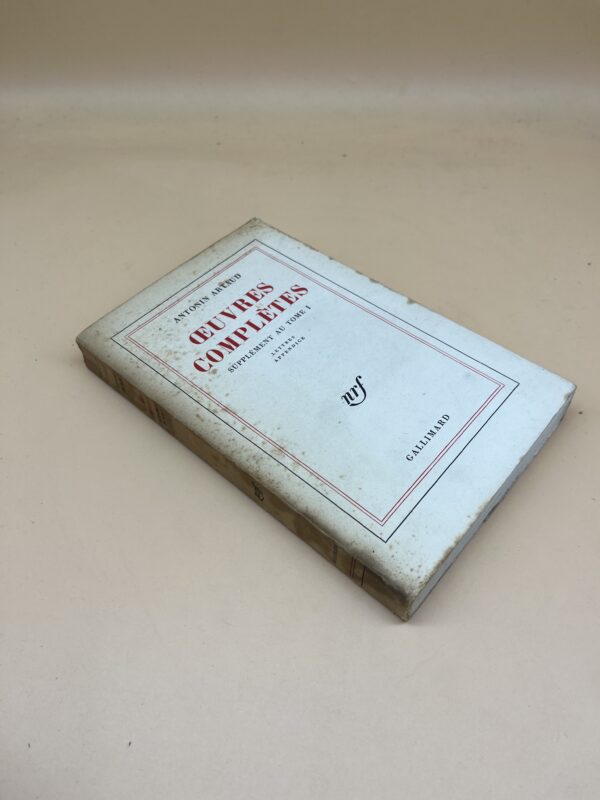 ANTONIN ARTAUD
ŒUVRES
COMPLÈTES
SUPPLÉMENT AU TOME I
LETTRES
APPENDICE
nrf
GALLIMARD